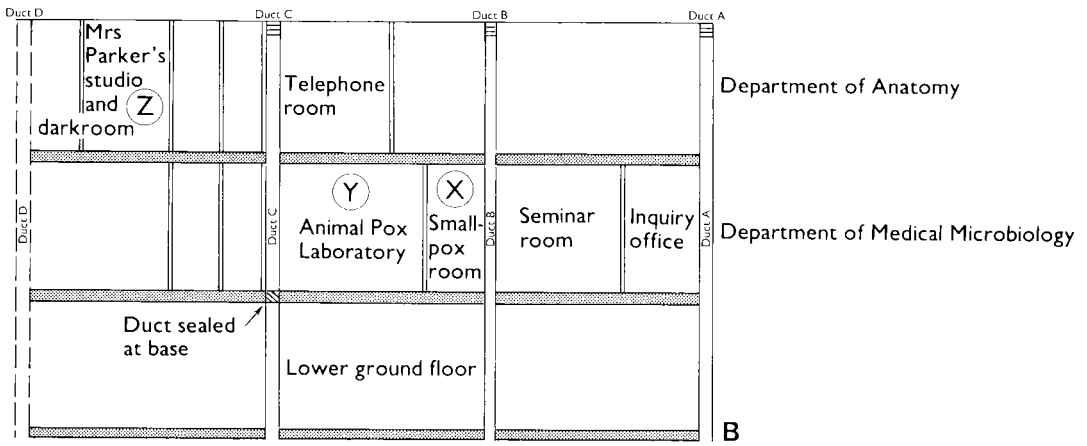 Duct D
Duct C
Duct B
Duct A
Mrs
Parker's
studio
and
darkroom
Z
Telephone
room
Department of Anatomy
Duct D
Duct C
Y
Animal Pox
Laboratory
X
Small-
pox
room
Duct B
Seminar
room
Inquiry
office
Duct A
Department of Medical Microbiology
Duct sealed
at base
Lower ground floor
B